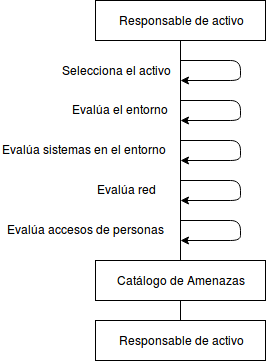 Responsable de activo
Selecciona el activo
Evalúa el entorno
Evalúa sistemas en el entorno
Evalúa red
Evalúa accesos de personas
Catálogo de Amenazas
Responsable de activo